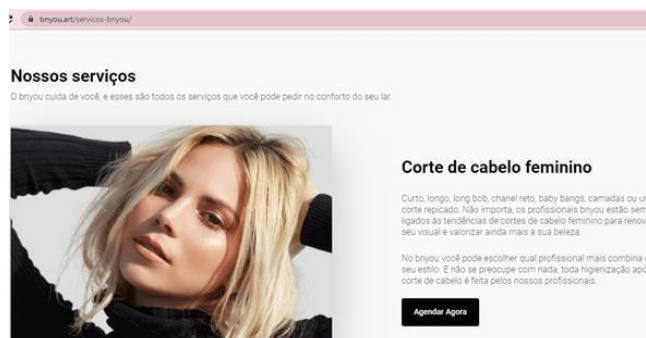 bnyou.art/servicos-bnyou/
Nossos serviços
O bnyou cuida de você, e esses são todos os serviços que você pode pedir no conforto do seu lar.
Corte de cabelo feminino
Curto, longo, long bob, chanel reto, baby bangs, camadas ou
corte repicado. Não importa, os profissionais bnyou estão
ligados às tendências de cortes de cabelo feminino para
seu visual e valorizar ainda mais a sua beleza.
No bnyou você pode escolher qual profissional mais combina
seu estilo. E não se preocupe com nada, toda higienização
corte de cabelo é feita pelos nossos profissionais.
Agendar Agora